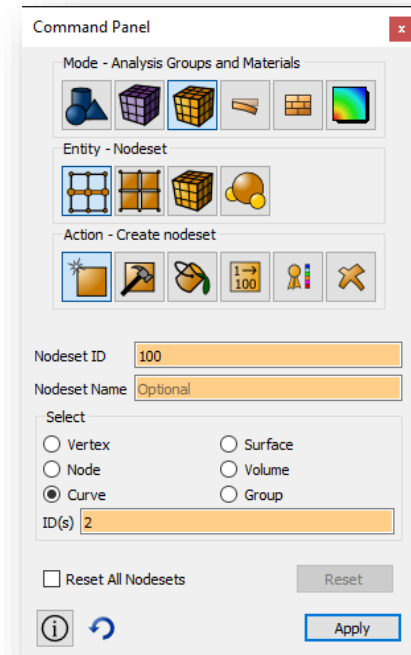 Command Panel
x
Mode - Analysis Groups and Materials
Entity - Nodeset
Action - Create nodeset
1→
100
Nodeset ID 100
Nodeset Name Optional
Select
Vertex Surface
Node Volume
Curve Group
ID(s) 2
Reset All Nodesets Reset
i Apply